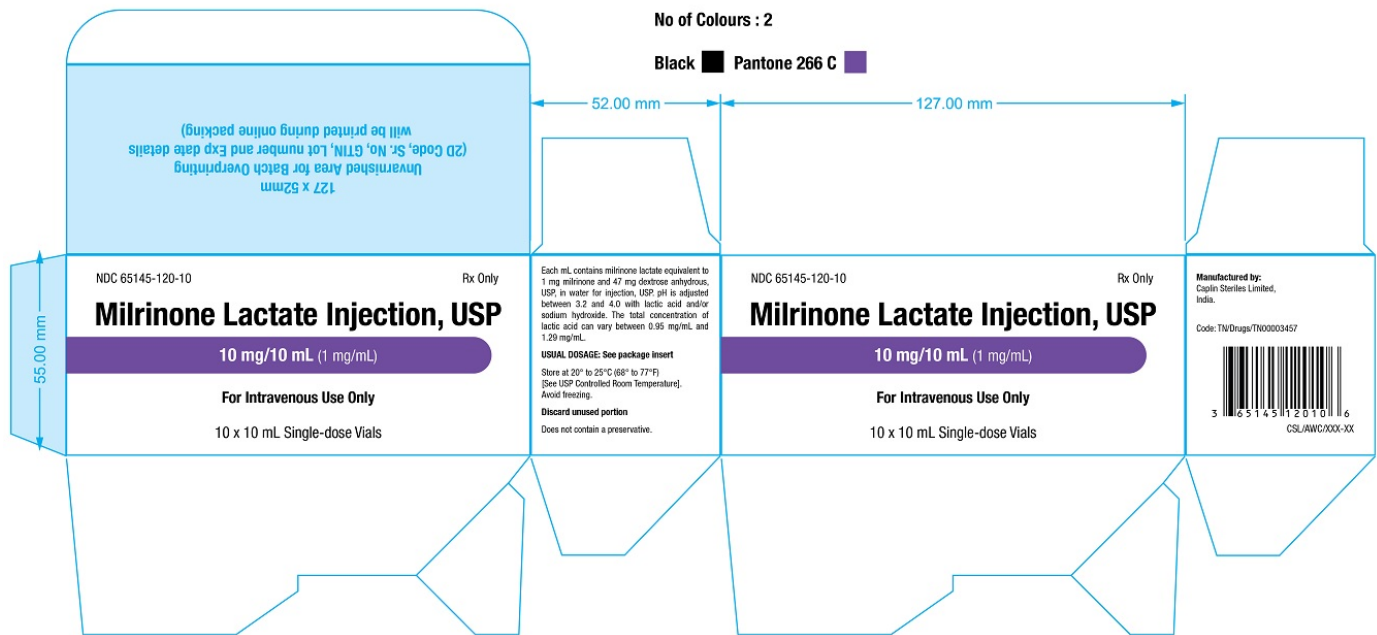 No of Colours : 2
Black Pantone 266 C
52.00 mm
127.00 mm
127 x 52mm
Unvarnished Area for Batch Overprinting
(2D Code, Sr. No, GTIN, Lot number and Exp date details
will be printed during online packing)
55.00 mm
NDC 65145-120-10 Rx Only
Milrinone Lactate Injection, USP
10 mg/10 mL (1 mg/mL)
For Intravenous Use Only
10 x 10 mL Single-dose Vials
Each mL contains milrinone lactate equivalent to
1 mg milrinone and 47 mg dextrose anhydrous,
USP, in water for injection, USP. pH is adjusted
between 3.2 and 4.0 with lactic acid and/or
sodium hydroxide. The total concentration of
lactic acid can vary between 0.95 mg/mL and
1.29 mg/mL.
USUAL DOSAGE: See package insert
Store at 20° to 25°C (68° to 77°F)
[See USP Controlled Room Temperature].
Avoid freezing.
Discard unused portion
Does not contain a preservative.
NDC 65145-120-10 Rx Only
Milrinone Lactate Injection, USP
10 mg/10 mL (1 mg/mL)
For Intravenous Use Only
10 x 10 mL Single-dose Vials
Manufactured by:
Caplin Steriles Limited,
India.
Code: TN/Drugs/TN00003457
3 65145 12010 6
CSL/AWC/XXX-XX